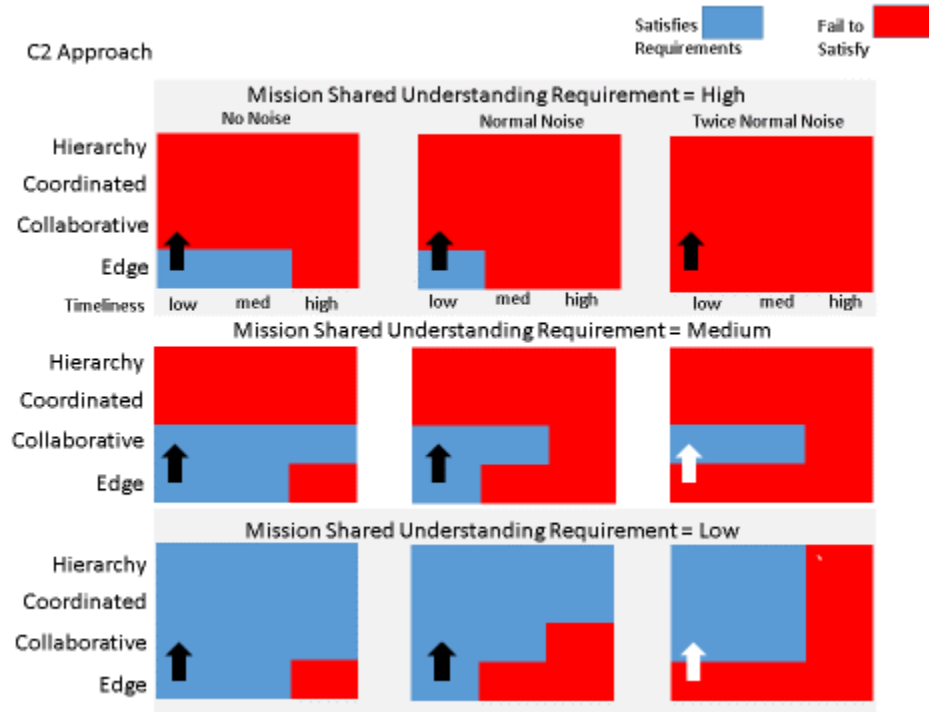 Satisfies
Requirements
Fail to
Satisfy
C2 Approach
Mission Shared Understanding Requirement = High
No Noise Normal Noise Twice Normal Noise
Hierarchy
Coordinated
Collaborative
Edge
Timeliness low med high low med high low med high
Mission Shared Understanding Requirement = Medium
Hierarchy
Coordinated
Collaborative
Edge
Mission Shared Understanding Requirement = Low
Hierarchy
Coordinated
Collaborative
Edge